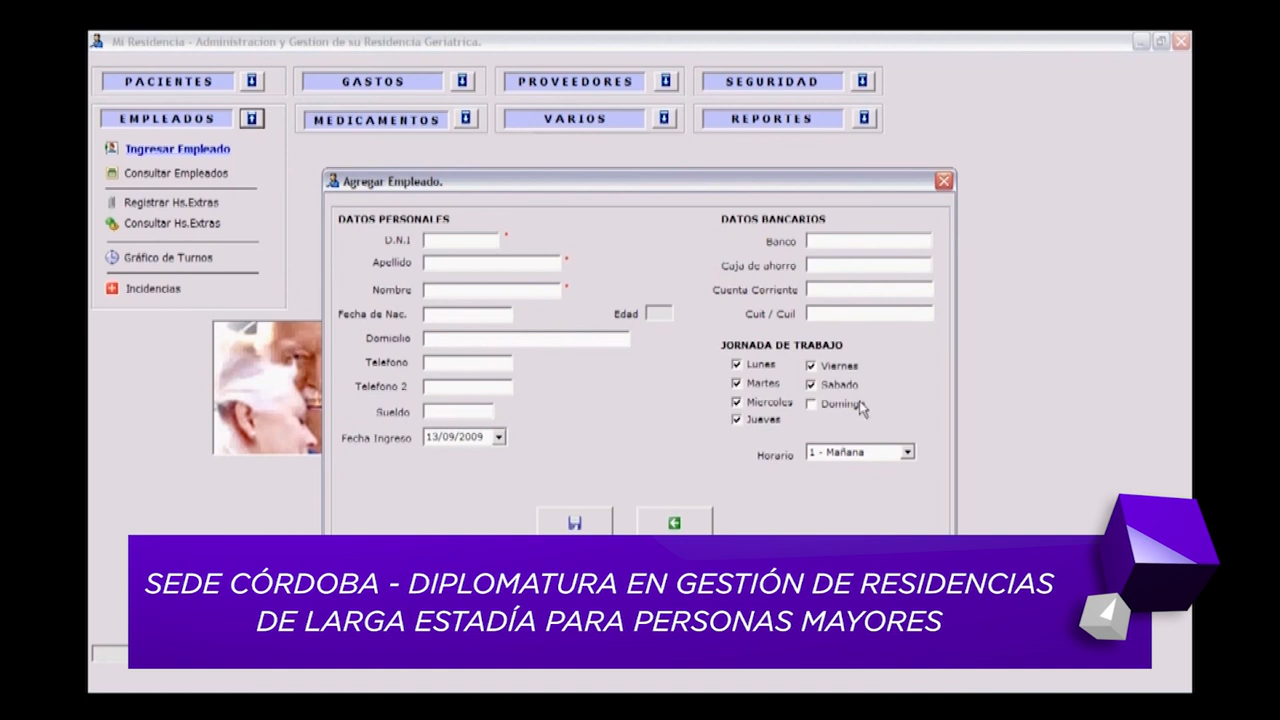 Mi Residencia - Administracion y Gestion de su Residencia Geriatrica.
PACIENTES
GASTOS
PROVEEDORES
SEGURIDAD
EMPLEADOS
MEDICAMENTOS
VARIOS
REPORTES
Ingresar Empleado
Consultar Empleados
Registrar Hs.Extras
Consultar Hs.Extras
Gráfico de Turnos
Incidencias
Agregar Empleado.
DATOS PERSONALES
D.N.I *
Apellido *
Nombre *
Fecha de Nac.
Edad
Domicilio
Telefono
Telefono 2
Sueldo
Fecha Ingreso 13/09/2009
DATOS BANCARIOS
Banco
Caja de ahorro
Cuenta Corriente
Cuit / Cuil
JORNADA DE TRABAJO
Lunes
Viernes
Martes
Sabado
Miercoles
Domingo
Jueves
Horario 1 - Mañana
SEDE CÓRDOBA - DIPLOMATURA EN GESTIÓN DE RESIDENCIAS
DE LARGA ESTADÍA PARA PERSONAS MAYORES